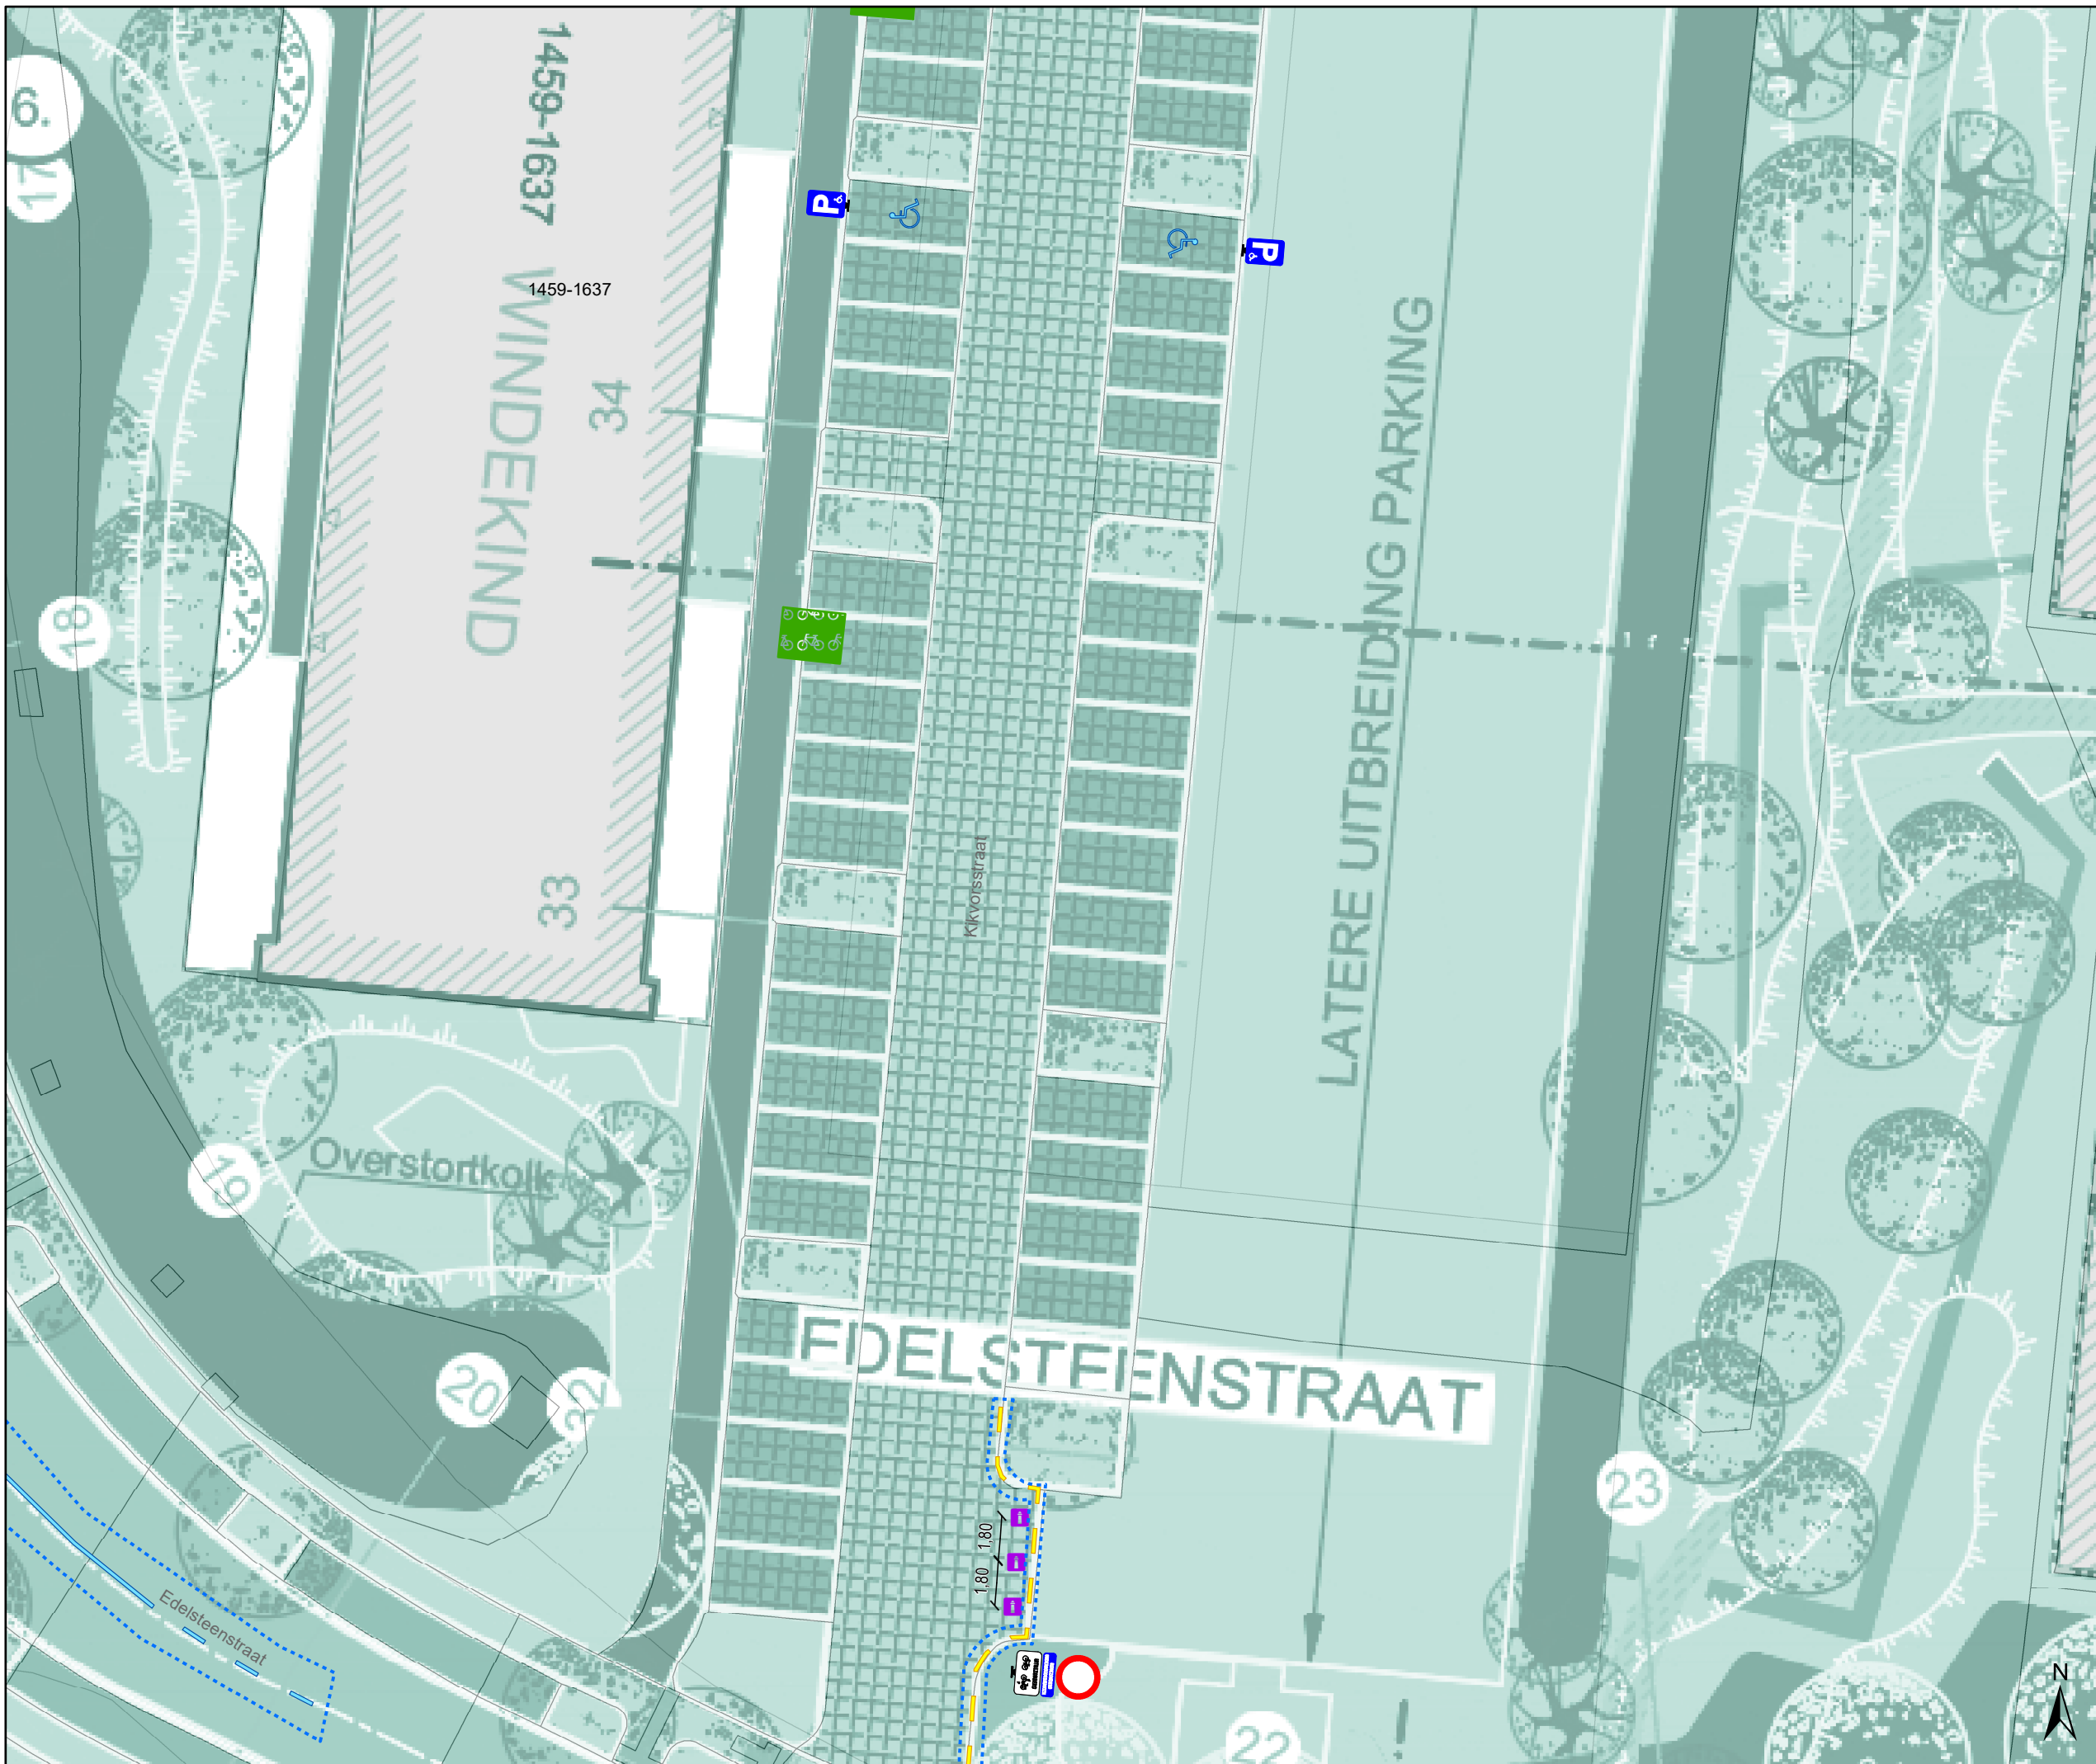 6.
17
1459-1637
WINDEKIND
1459-1637
34
33
P
P
LATERE UITBREIDING PARKING
18
Kikvorsstraat
Overstortkolk
19
EDELSTEENSTRAAT
20
23
1.80
1.80
Edelsteenstraat
22
N